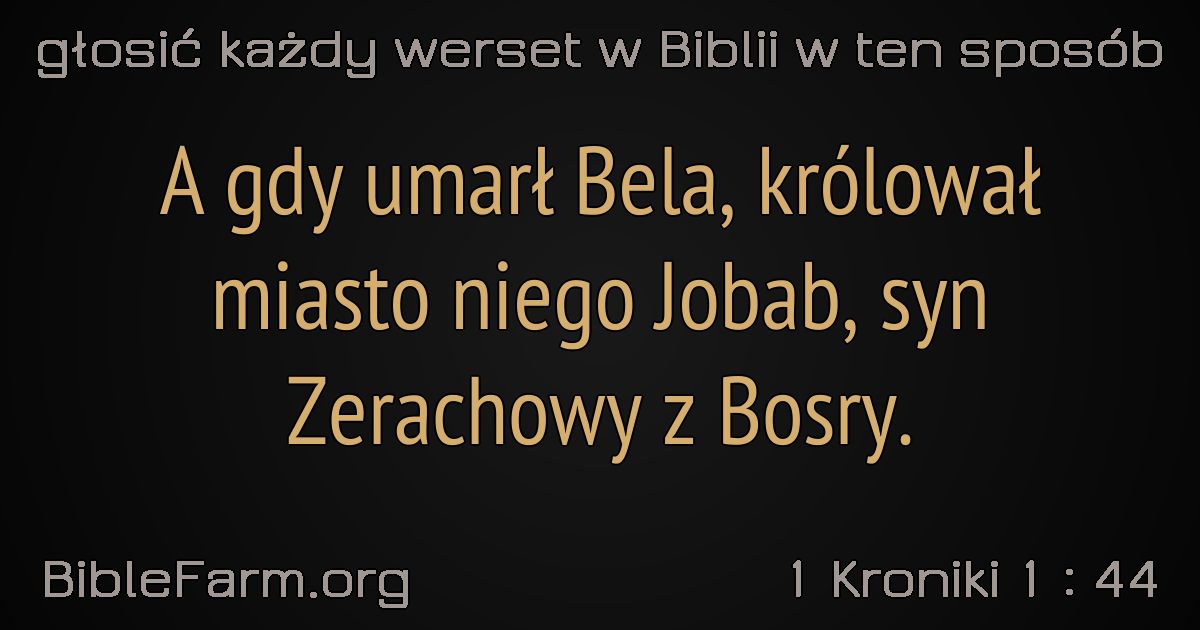 głosić każdy werset w Biblii w ten sposób
A gdy umarł Bela, królował
miasto niego Jobab, syn
Zerachowy z Bosry.
BibleFarm.org
1 Kroniki 1 : 44